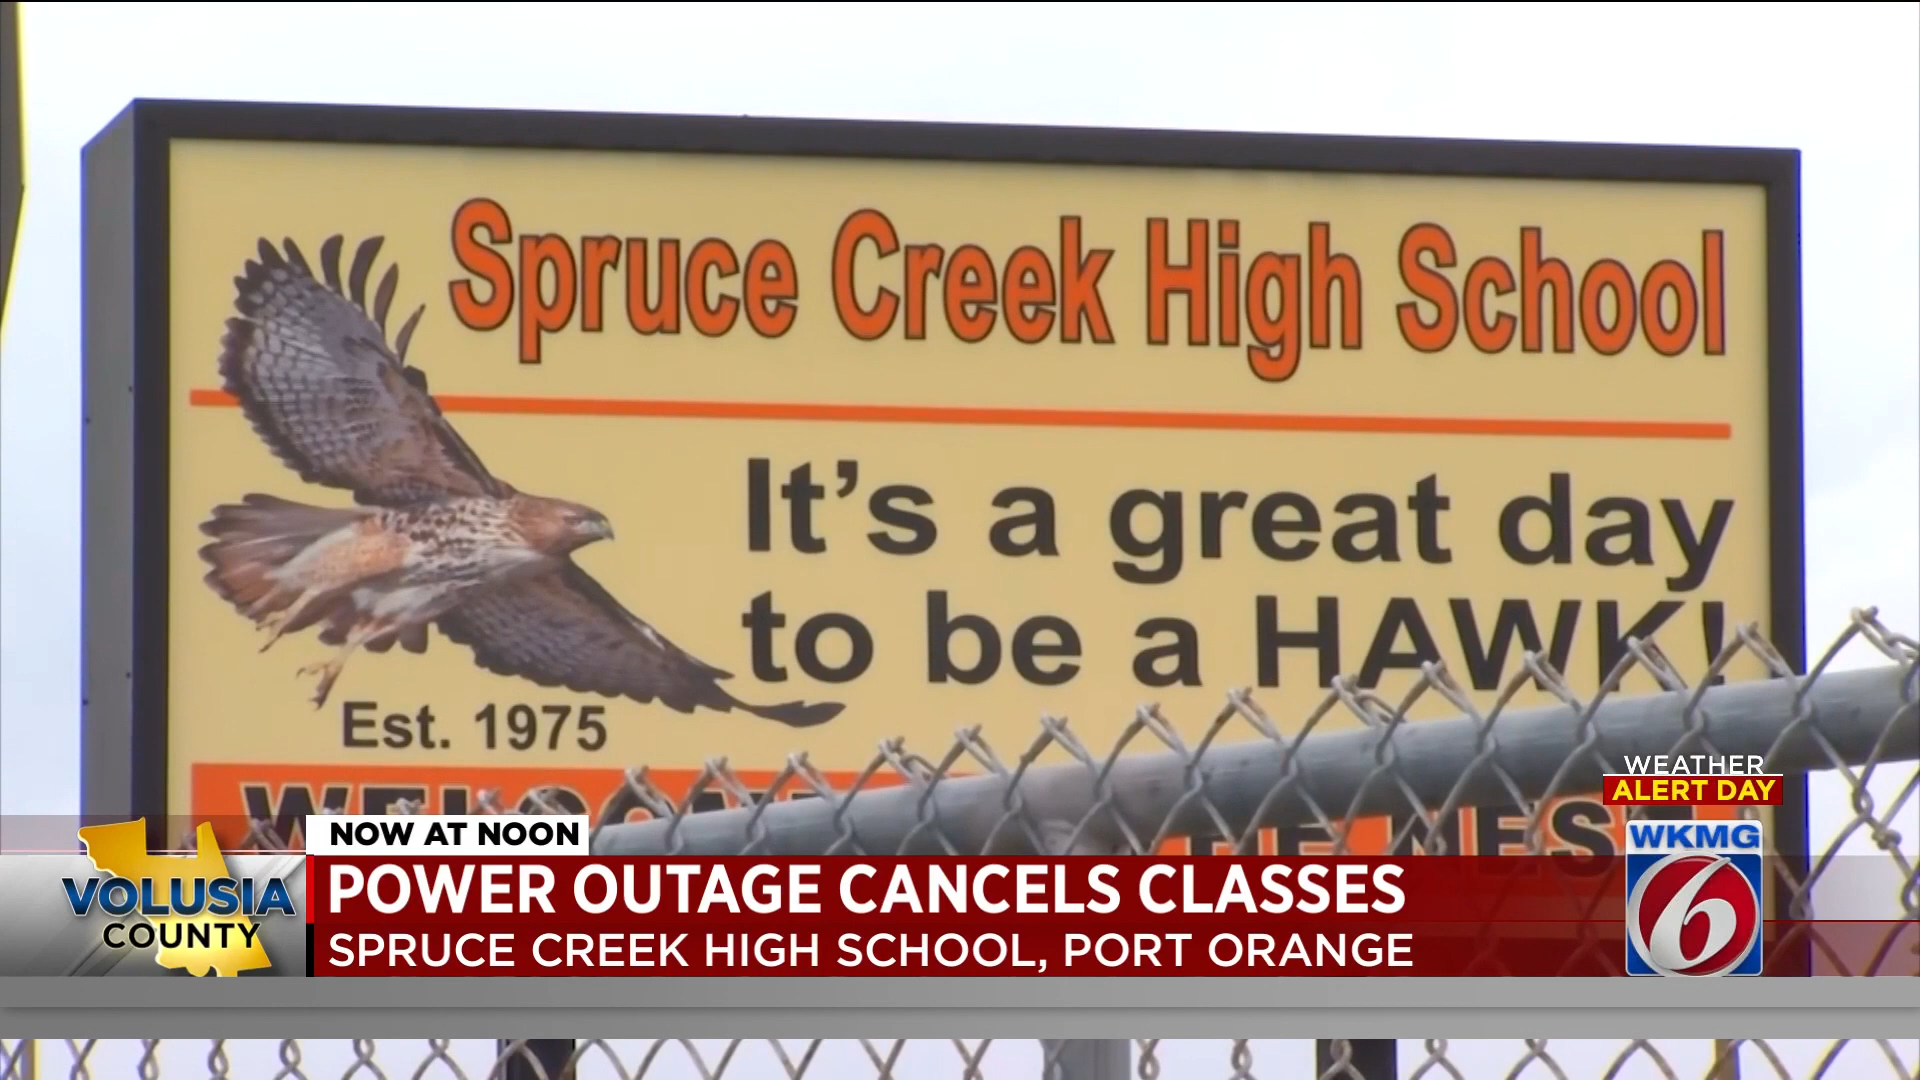 Spruce Creek High School
It's a great day
to be a HAWK!
Est. 1975
WEATHER
ALERT DAY
NOW AT NOON
WKMG
6
VOLUSIA
COUNTY
POWER OUTAGE CANCELS CLASSES
SPRUCE CREEK HIGH SCHOOL, PORT ORANGE